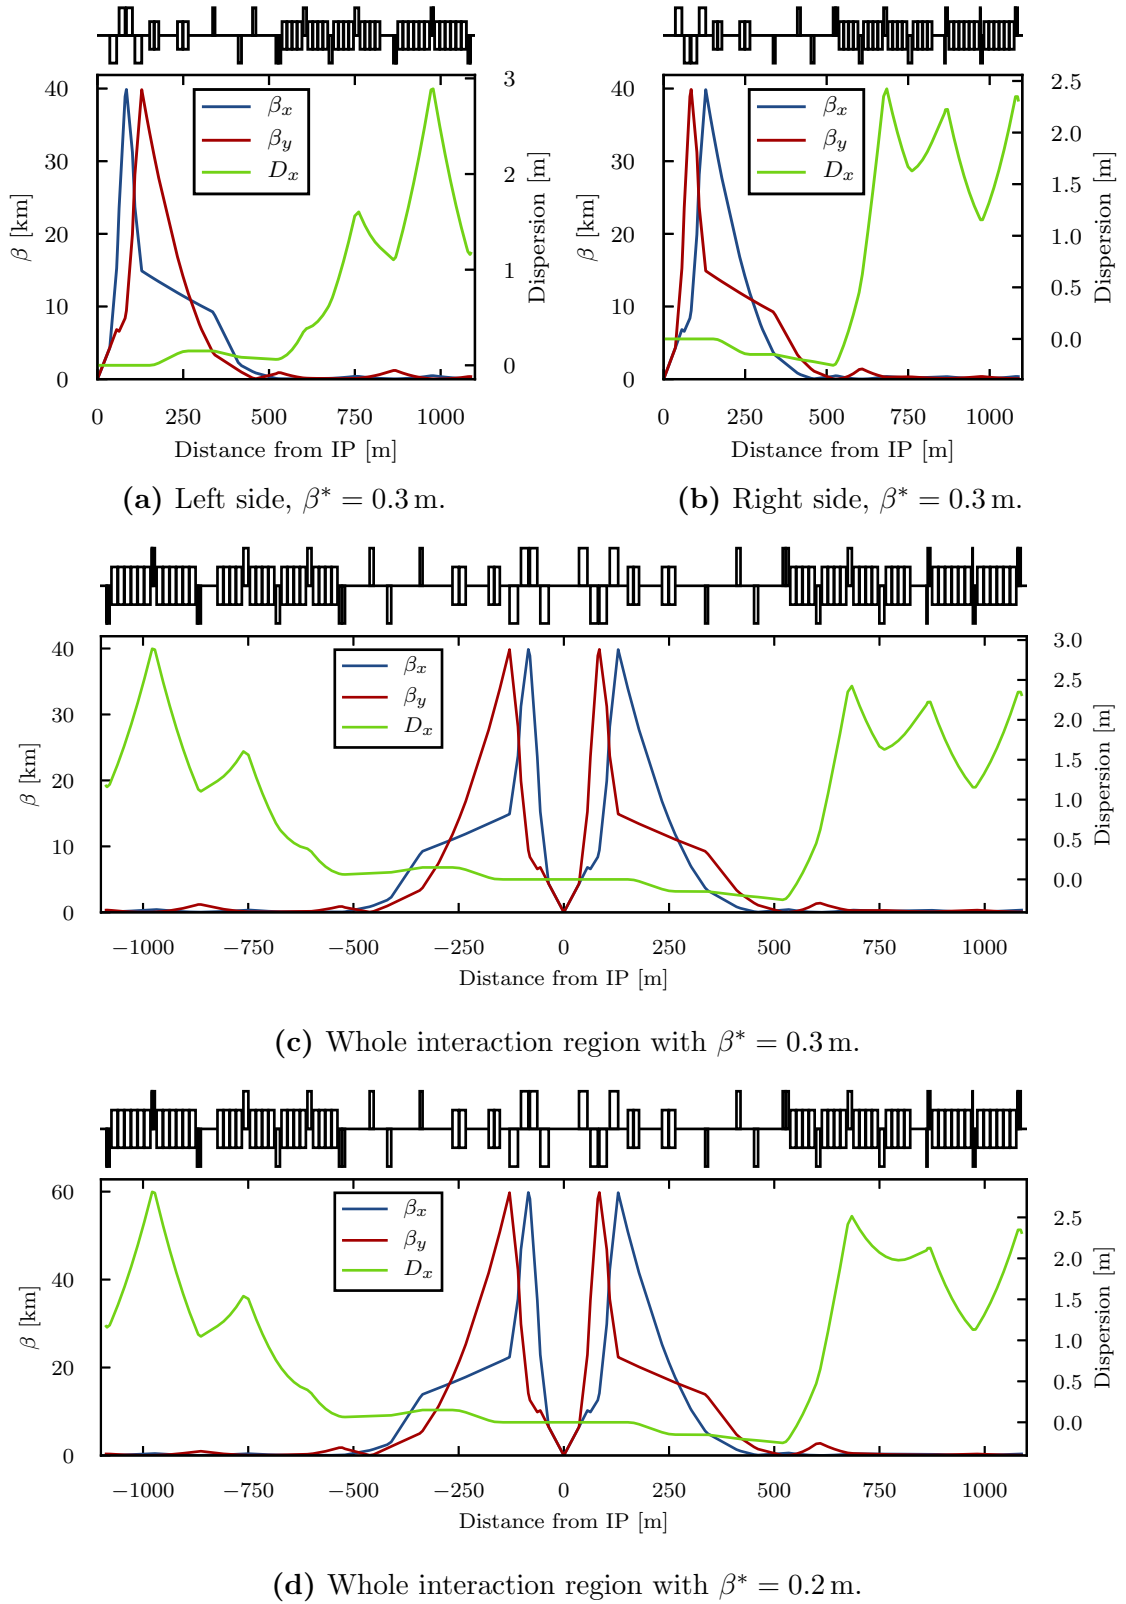 40
30
20
10
0
β [km]
β_x
β_y
D_x
3
2
1
0
Dispersion [m]
0 250 500 750 1000
Distance from IP [m]
(a) Left side, β* = 0.3 m.
40
30
20
10
0
β [km]
β_x
β_y
D_x
2.5
2.0
1.5
1.0
0.5
0.0
Dispersion [m]
0 250 500 750 1000
Distance from IP [m]
(b) Right side, β* = 0.3 m.
40
30
20
10
0
β [km]
β_x
β_y
D_x
3.0
2.5
2.0
1.5
1.0
0.5
0.0
Dispersion [m]
−1000 −750 −500 −250 0 250 500 750 1000
Distance from IP [m]
(c) Whole interaction region with β* = 0.3 m.
60
40
20
0
β [km]
β_x
β_y
D_x
2.5
2.0
1.5
1.0
0.5
0.0
Dispersion [m]
−1000 −750 −500 −250 0 250 500 750 1000
Distance from IP [m]
(d) Whole interaction region with β* = 0.2 m.